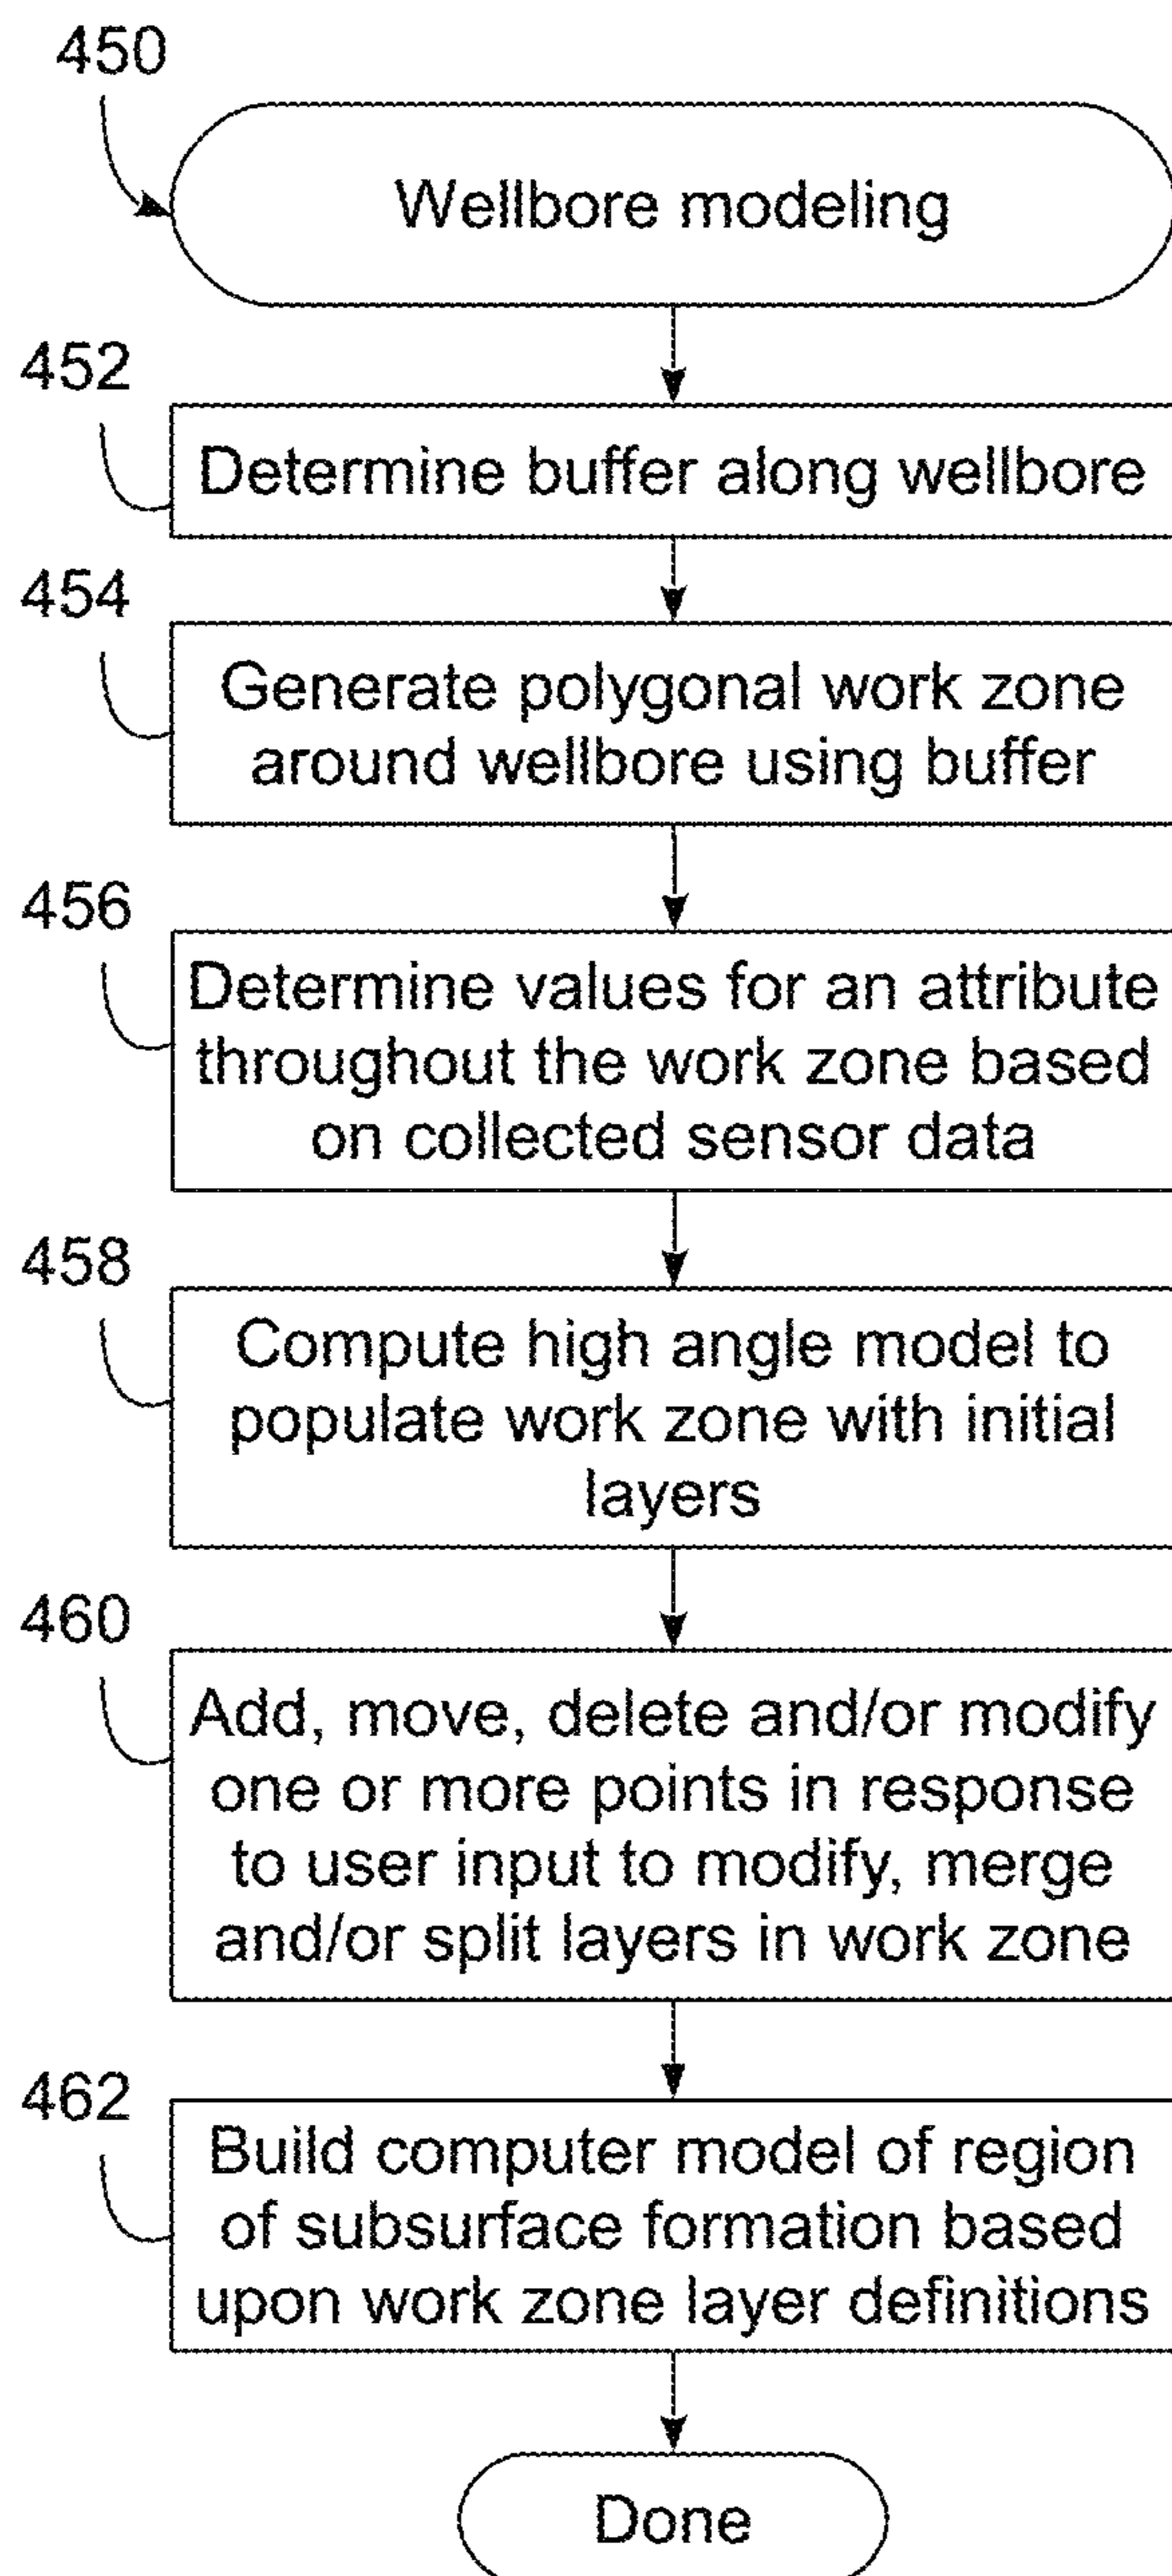 450
Wellbore modeling
452
Determine buffer along wellbore
454
Generate polygonal work zone
around wellbore using buffer
456
Determine values for an attribute
throughout the work zone based
on collected sensor data
458
Compute high angle model to
populate work zone with initial
layers
460
Add, move, delete and/or modify
one or more points in response
to user input to modify, merge
and/or split layers in work zone
462
Build computer model of region
of subsurface formation based
upon work zone layer definitions
Done